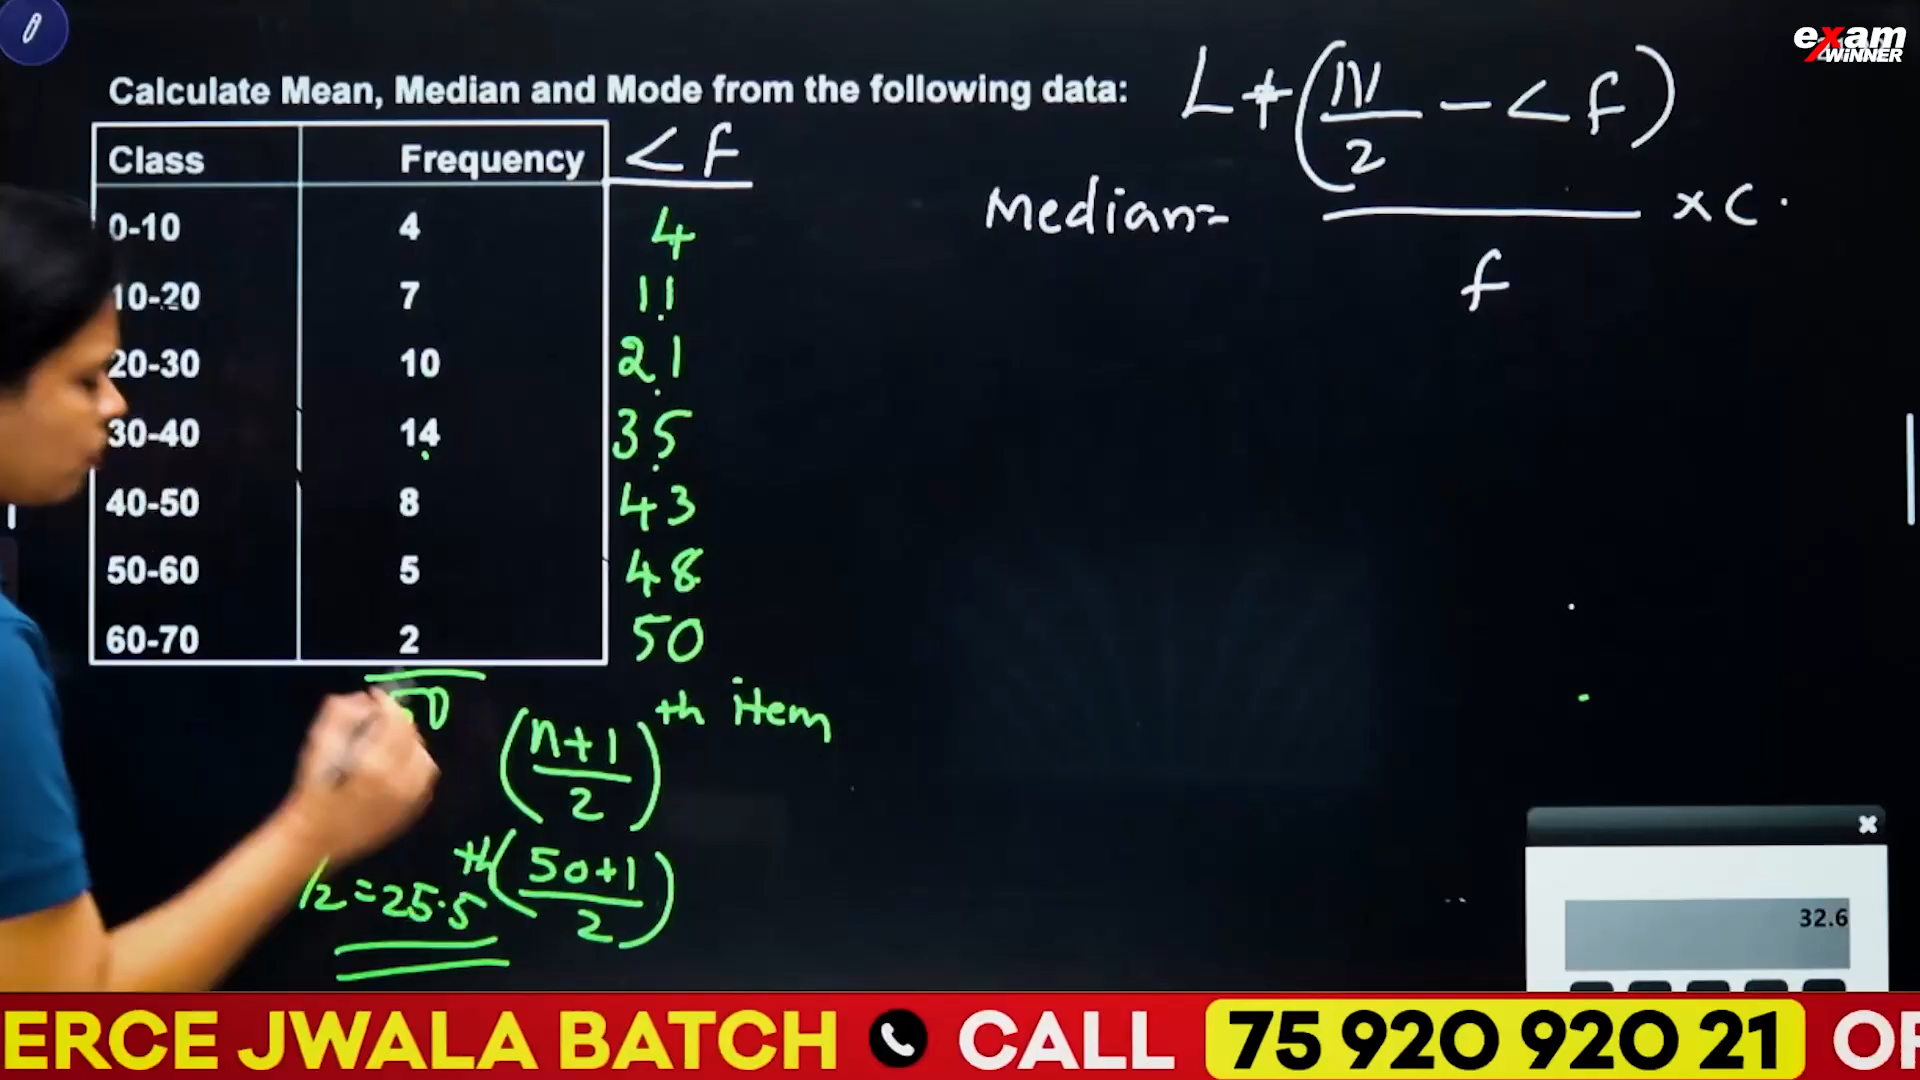 exam
WINNER
Calculate Mean, Median and Mode from the following data:
Class Frequency < f
0-10 4 4
10-20 7 11
20-30 10 21
30-40 14 35
40-50 8 43
50-60 5 48
60-70 2 50
50
(n+1/2)th item
(50+1/2)th
/2 = 25.5
Median = L+(N/2 - < f)/f × C
32.6
ERCE JWALA BATCH CALL 75 920 920 21 OR